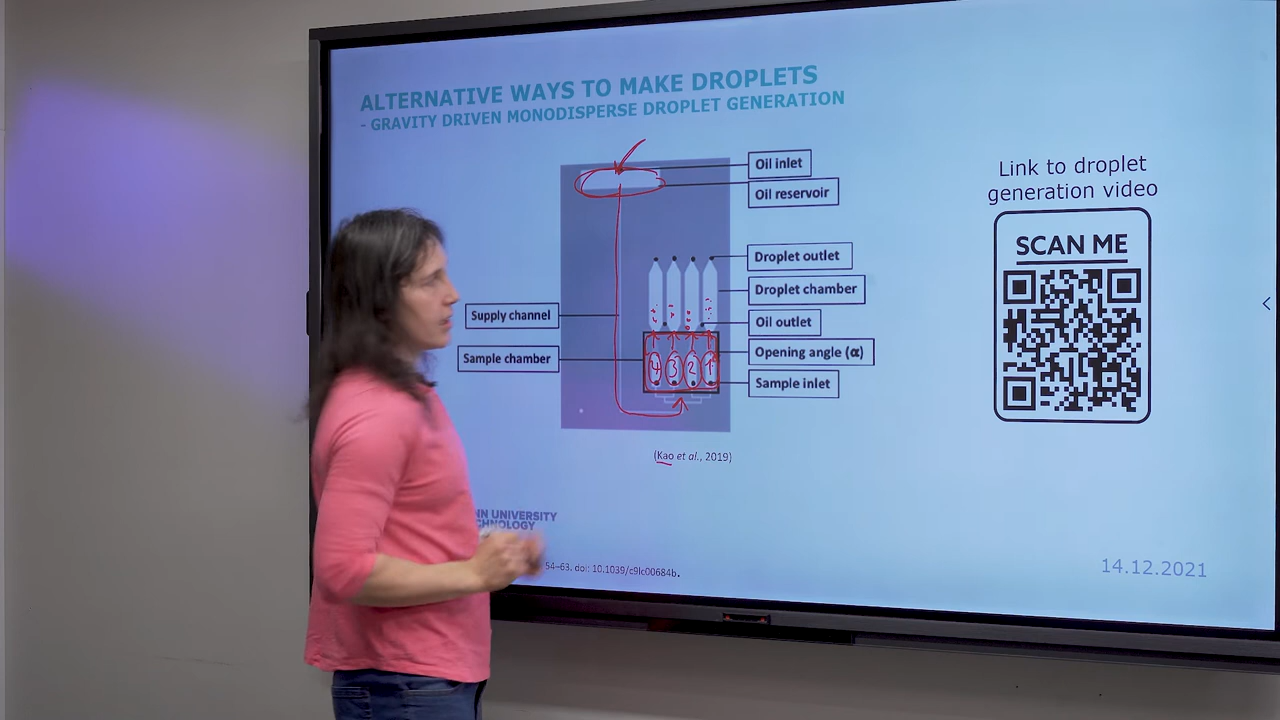 ALTERNATIVE WAYS TO MAKE DROPLETS
- GRAVITY DRIVEN MONODISPERSE DROPLET GENERATION
Oil inlet
Oil reservoir
Droplet outlet
Droplet chamber
Oil outlet
Opening angle (α)
Sample inlet
Supply channel
Sample chamber
4 3 2 1
(Kao et al., 2019)
Link to droplet
generation video
SCAN ME
UNIVERSITY
54–63. doi: 10.1039/c9lc00684b.
14.12.2021